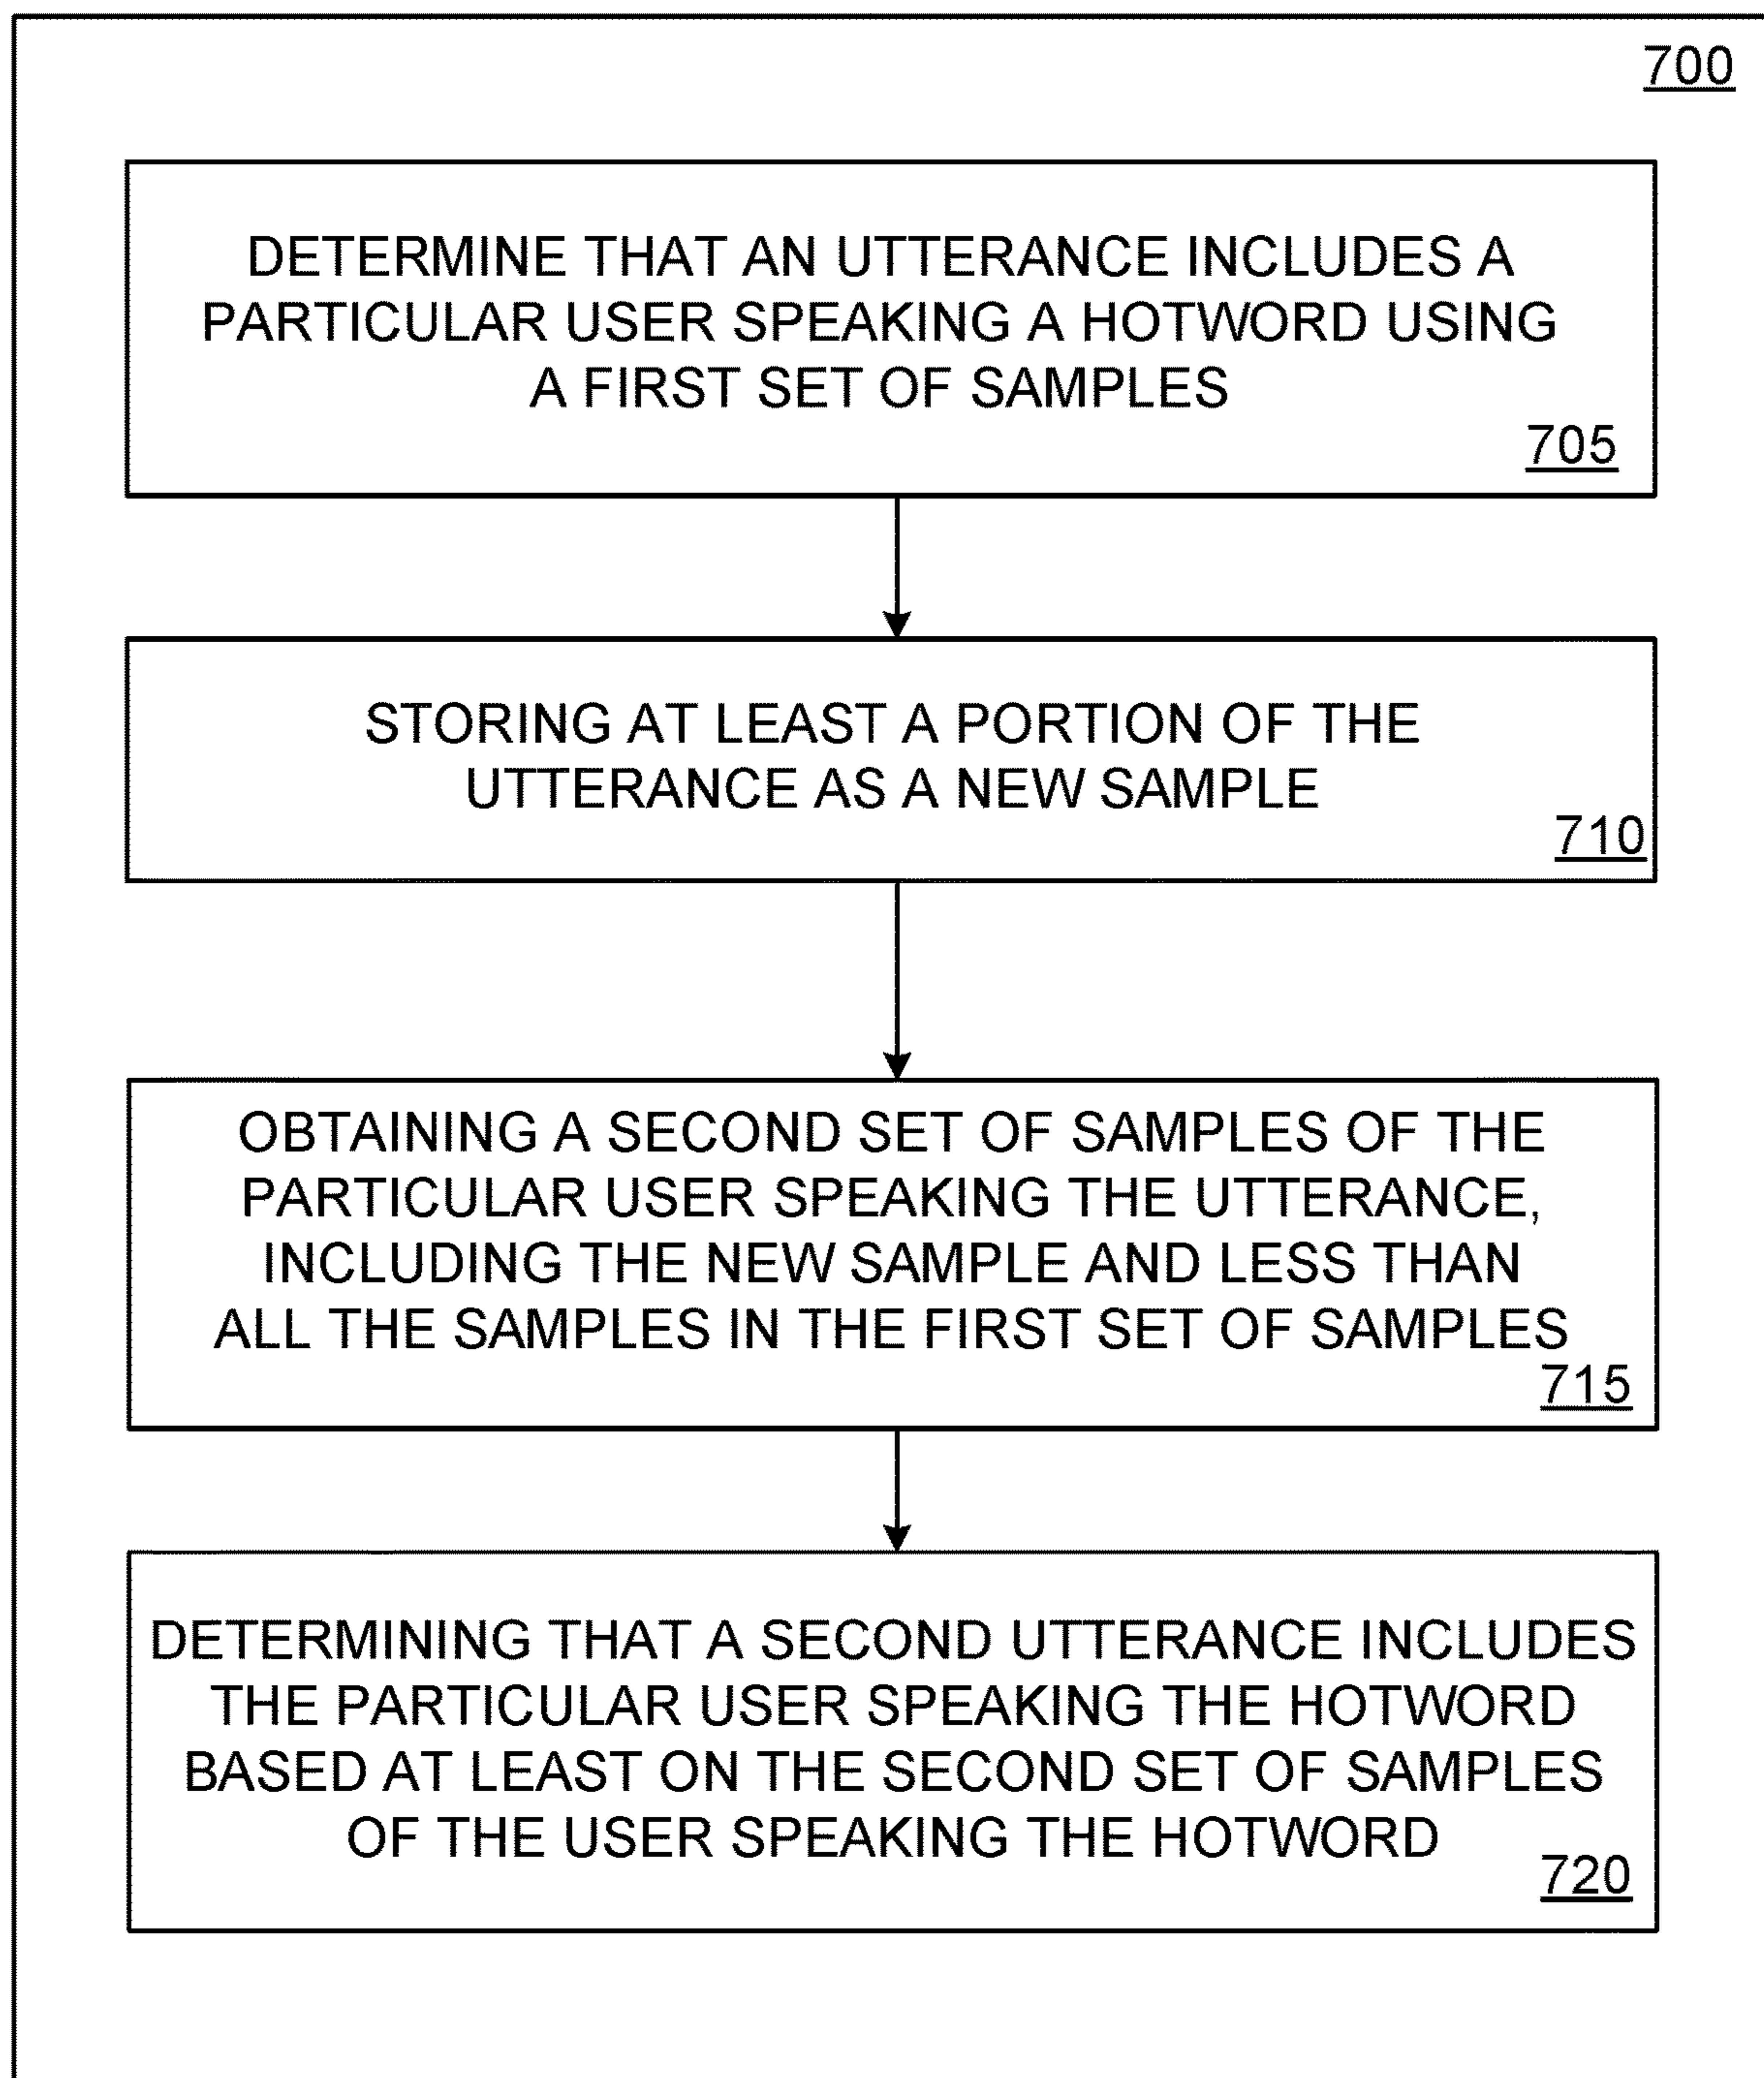 700
DETERMINE THAT AN UTTERANCE INCLUDES A
PARTICULAR USER SPEAKING A HOTWORD USING
A FIRST SET OF SAMPLES
705
STORING AT LEAST A PORTION OF THE
UTTERANCE AS A NEW SAMPLE
710
OBTAINING A SECOND SET OF SAMPLES OF THE
PARTICULAR USER SPEAKING THE UTTERANCE,
INCLUDING THE NEW SAMPLE AND LESS THAN
ALL THE SAMPLES IN THE FIRST SET OF SAMPLES
715
DETERMINING THAT A SECOND UTTERANCE INCLUDES
THE PARTICULAR USER SPEAKING THE HOTWORD
BASED AT LEAST ON THE SECOND SET OF SAMPLES
OF THE USER SPEAKING THE HOTWORD
720